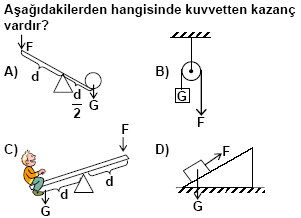 Aşağıdakilerden hangisinde kuvvetten kazanç
vardır?
A) F d d/2 G
B) G F
C) F G d d
D) F G